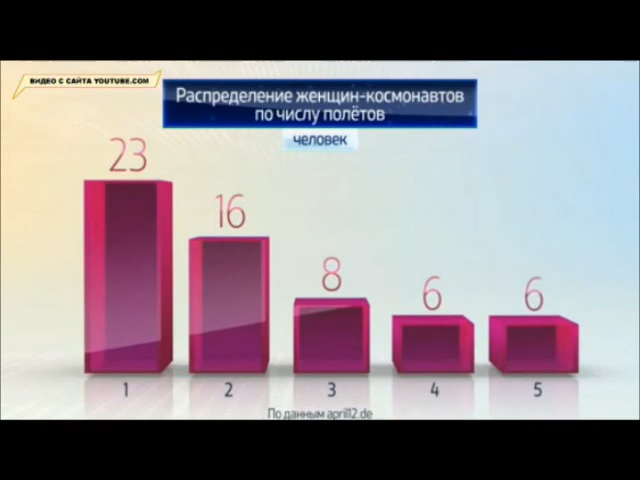 ВИДЕО С САЙТА YOUTUBE.COM
Распределение женщин-космонавтов
по числу полётов
человек
23
16
8
6
6
1
2
3
4
5
По данным april12.de